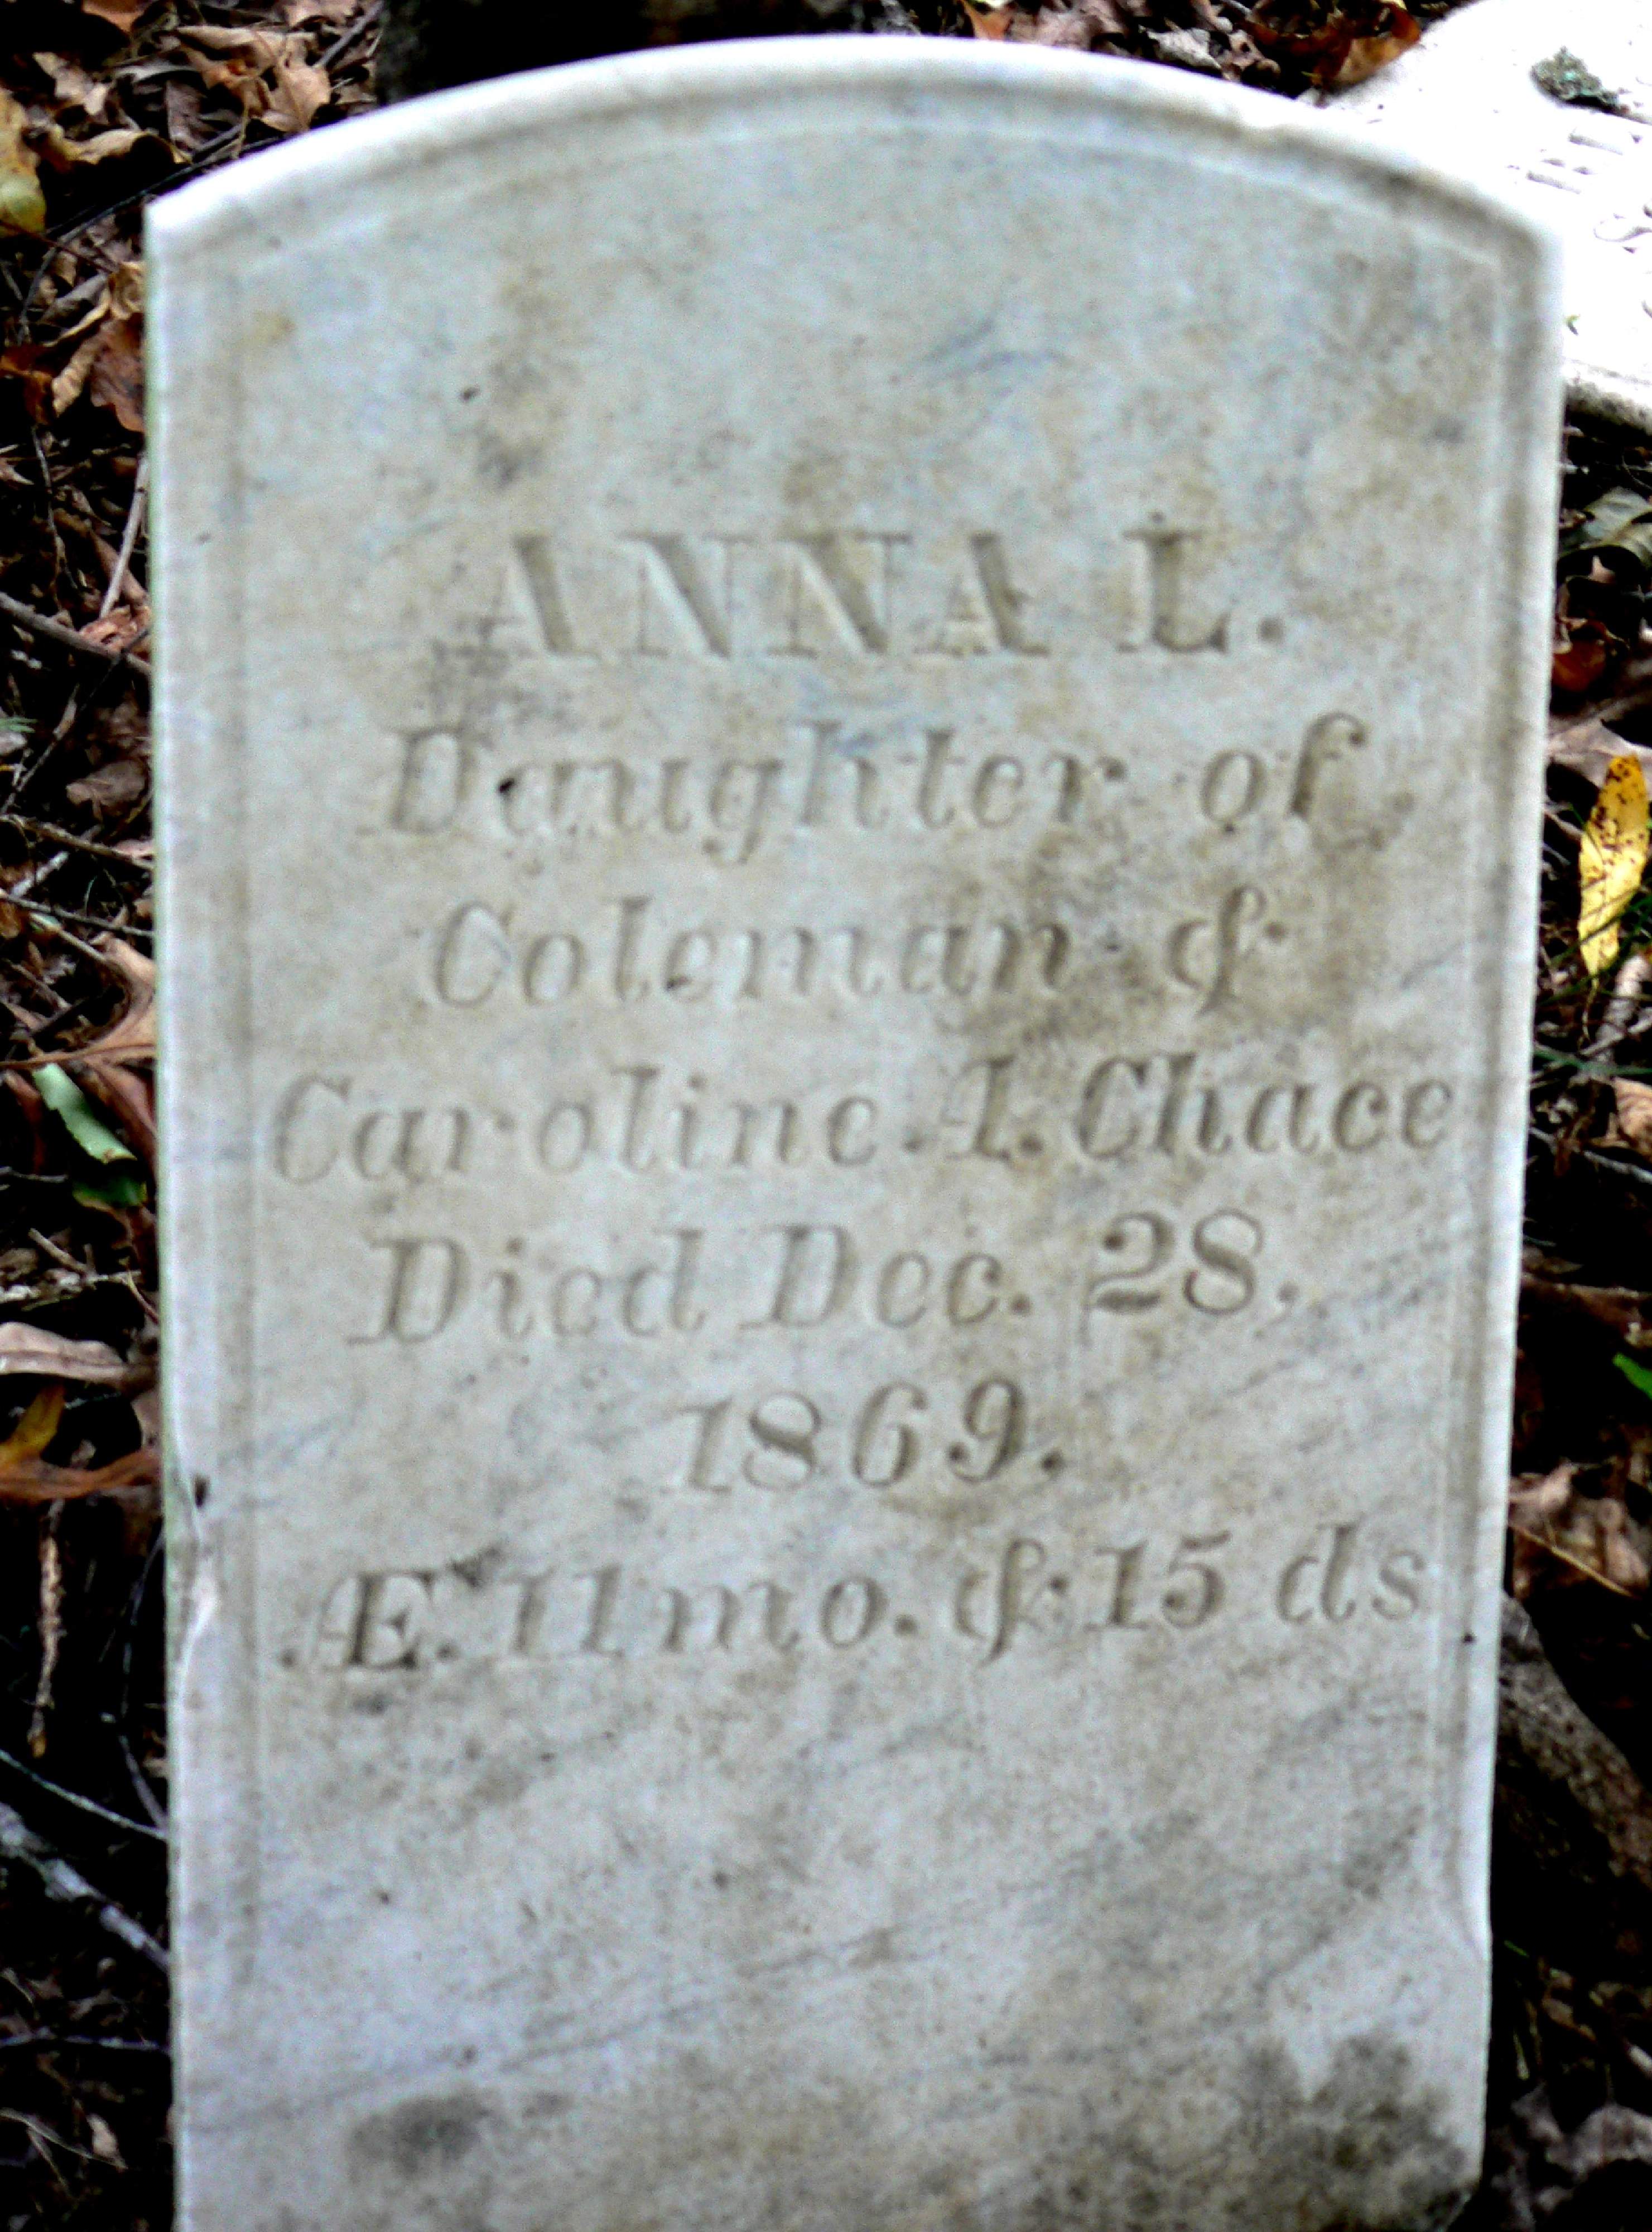 ANNA L.
Daughter of
Coleman &
Caroline A. Chace
Died Dec. 28,
1869.
Æ. 11 mo. & 15 ds